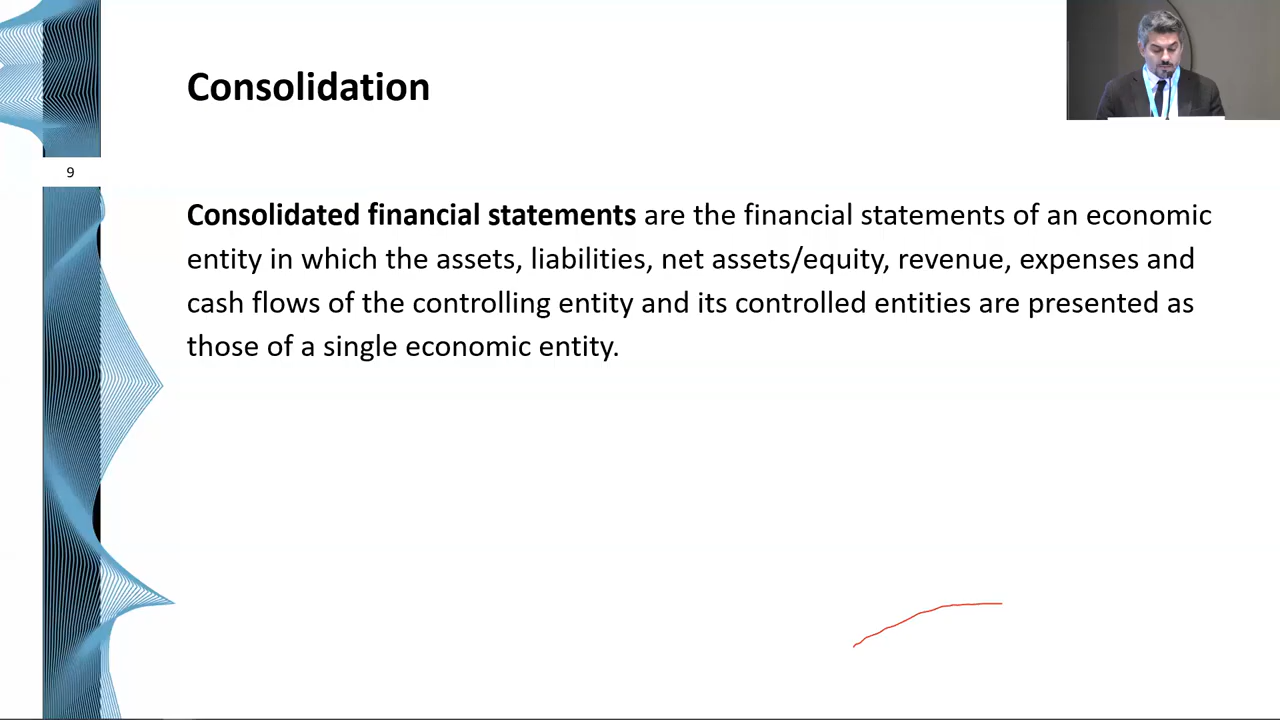 Consolidation
9
Consolidated financial statements are the financial statements of an economic
entity in which the assets, liabilities, net assets/equity, revenue, expenses and
cash flows of the controlling entity and its controlled entities are presented as
those of a single economic entity.